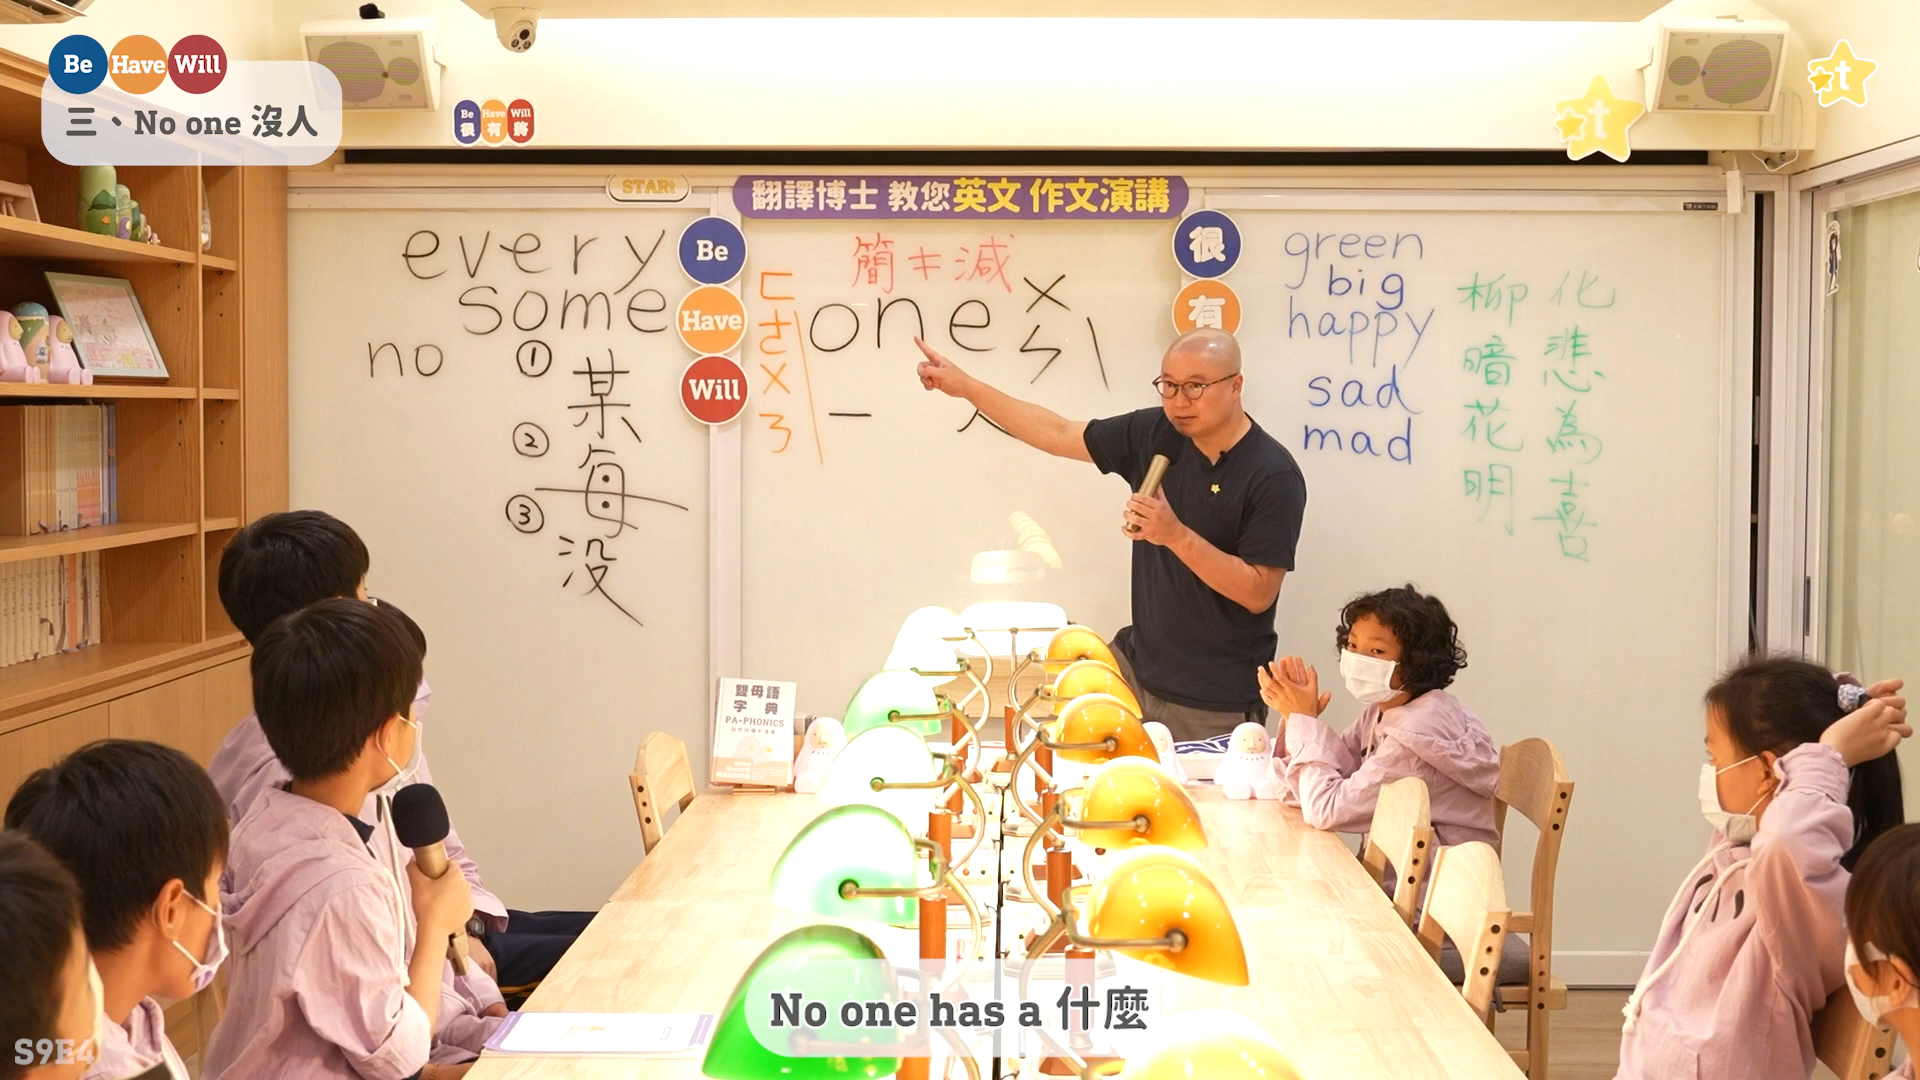 Be Have Will
三、No one 沒人
Be Have Will
很 有 將
t
t
START
翻譯博士 教您英文作文演講
Be
Have
Will
很
有
every
some
no
① 某
② 每
③ 沒
簡キ減
one
一 人
green
big
happy
sad
mad
化悲為喜
柳暗花明
雙母語
字典
PA+PHONICS
No one has a 什麼
S9E4